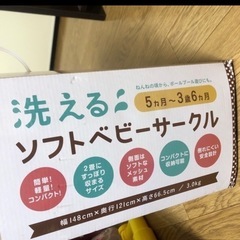 ねんねの頃から、ボールプール遊びにも。
5ヵ月～3歳6ヵ月
洗える
ソフトベビーサークル
簡単!
軽量!
コンパクト!
2畳に
すっぽり
収まる
サイズ
側面は
ソフトな
メッシュ
素材
コンパクトに
収納可能
倒れにくい
安全設計
幅148cm×奥行121cm×高さ66.5cm / 3.0kg